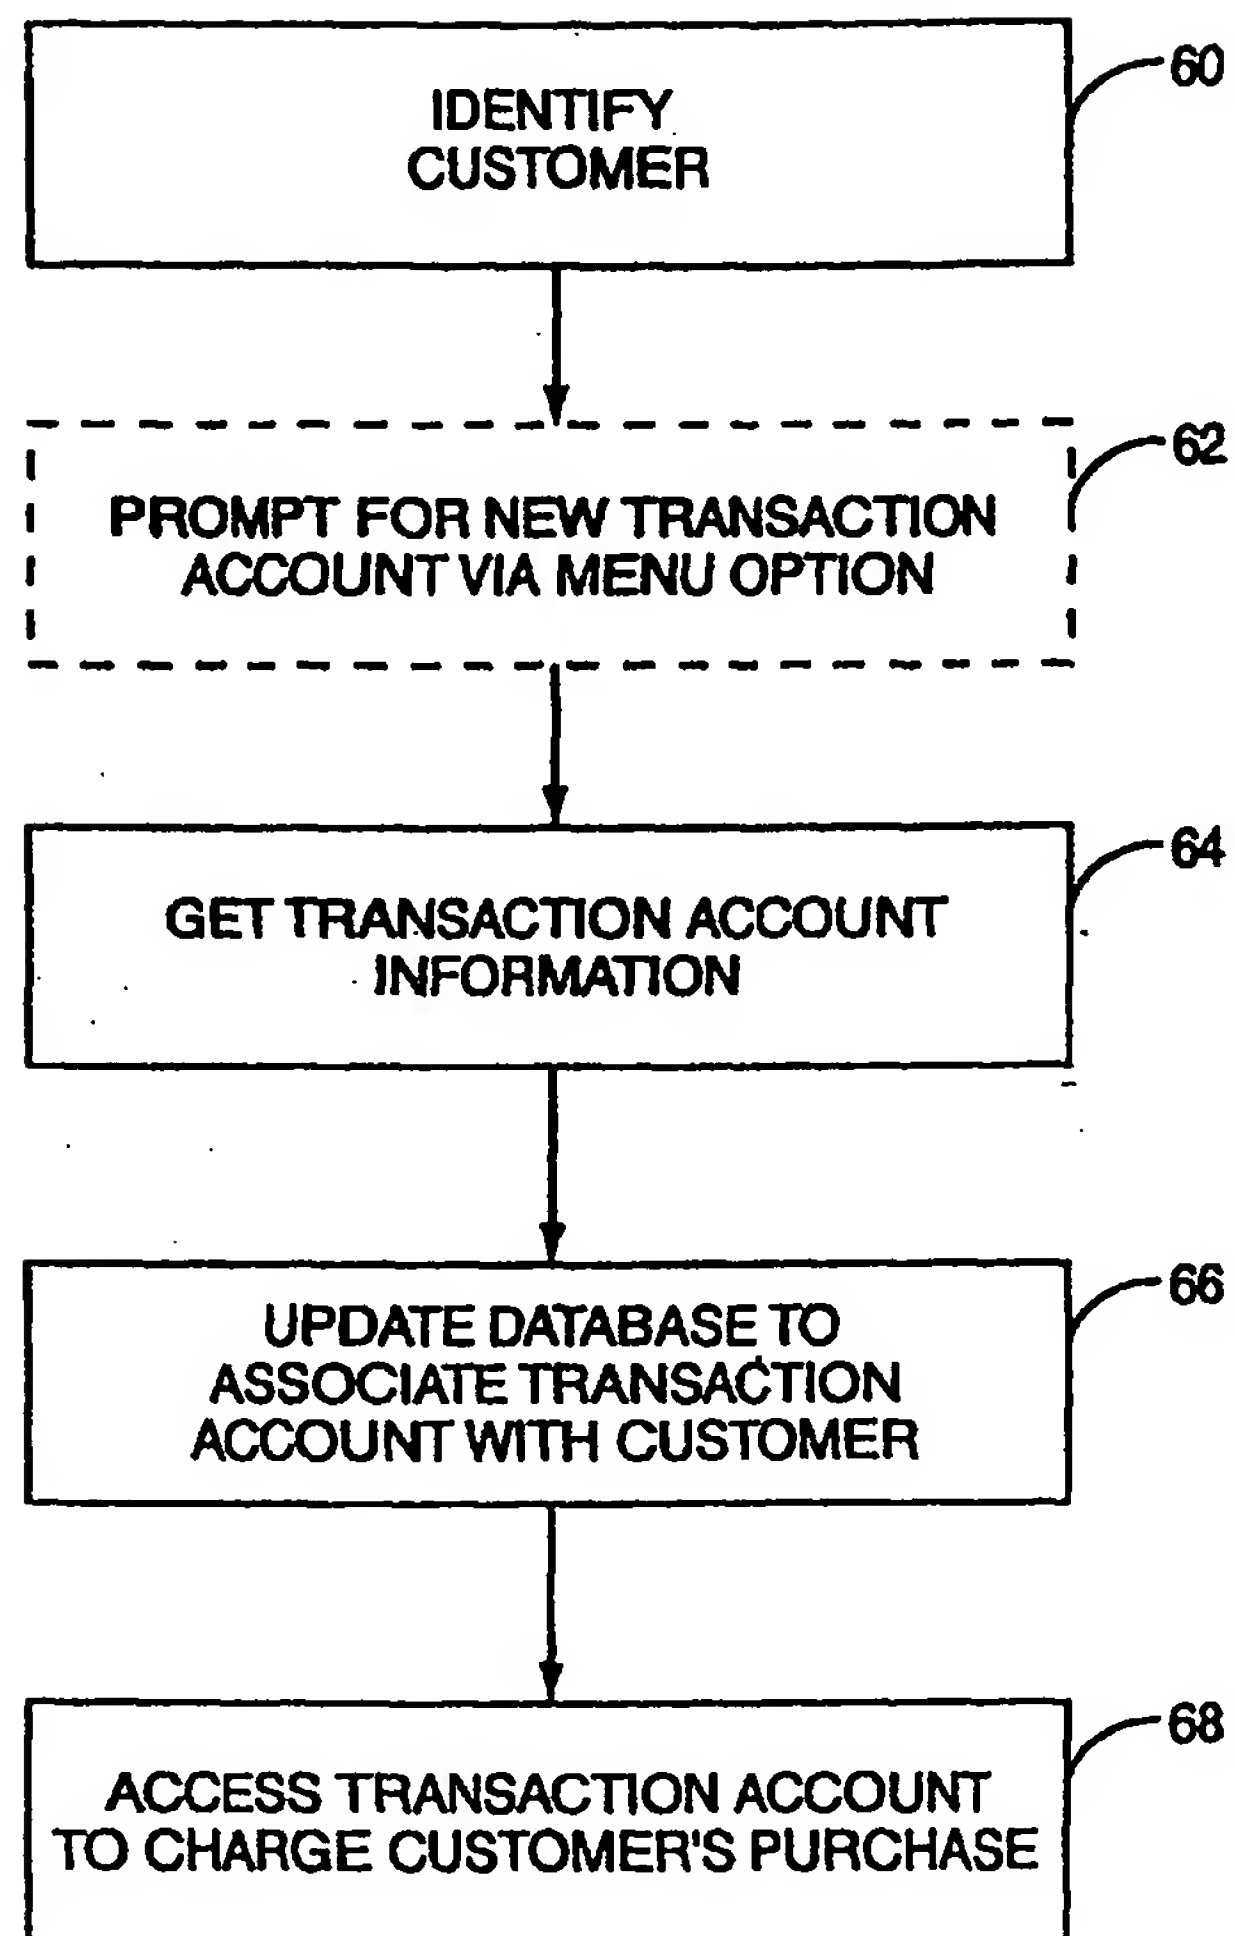 60
IDENTIFY
CUSTOMER
62
PROMPT FOR NEW TRANSACTION
ACCOUNT VIA MENU OPTION
64
GET TRANSACTION ACCOUNT
INFORMATION
66
UPDATE DATABASE TO
ASSOCIATE TRANSACTION
ACCOUNT WITH CUSTOMER
68
ACCESS TRANSACTION ACCOUNT
TO CHARGE CUSTOMER'S PURCHASE